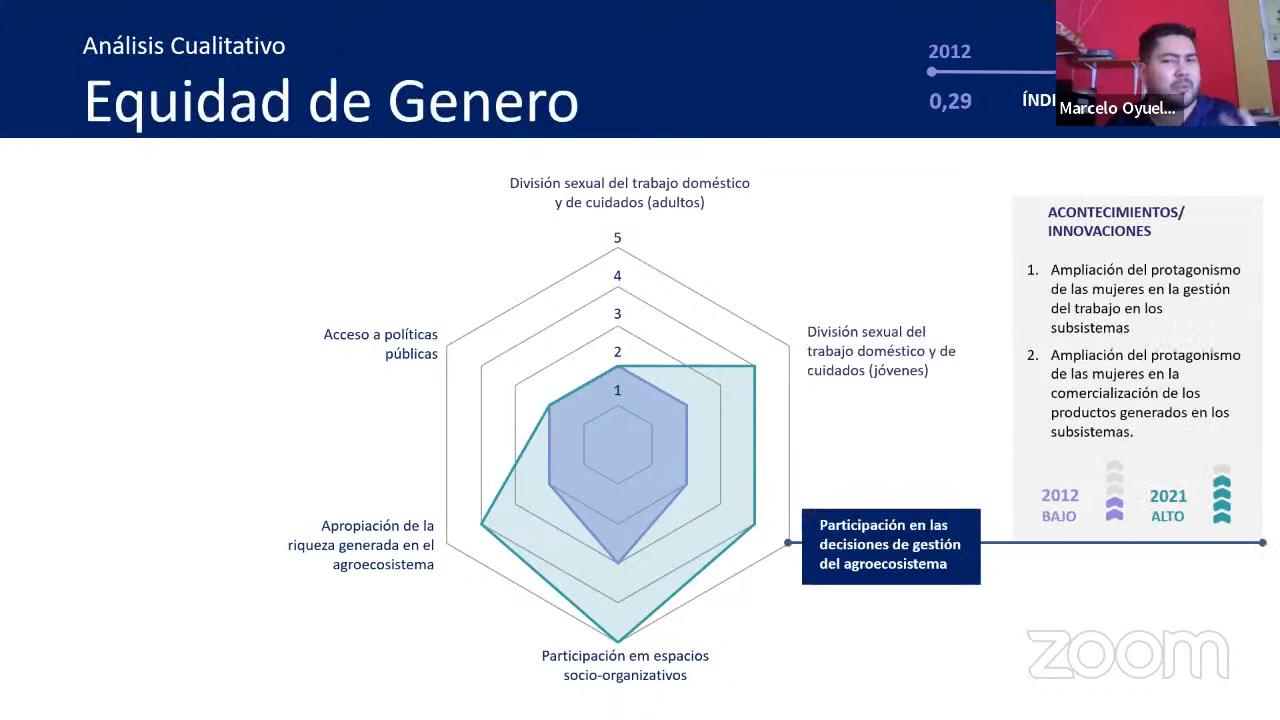 Análisis Cualitativo
Equidad de Genero
2012
0,29
ÍNDI
Marcelo Oyuel...
División sexual del trabajo doméstico
y de cuidados (adultos)
5
4
3
2
1
Acceso a políticas
públicas
División sexual del
trabajo doméstico y de
cuidados (jóvenes)
Apropiación de la
riqueza generada en el
agroecosistema
Participación en las
decisiones de gestión
del agroecosistema
Participación em espacios
socio-organizativos
ACONTECIMIENTOS/
INNOVACIONES
1. Ampliación del protagonismo
de las mujeres en la gestión
del trabajo en los
subsistemas
2. Ampliación del protagonismo
de las mujeres en la
comercialización de los
productos generados en los
subsistemas.
2012
BAJO
2021
ALTO
zoom